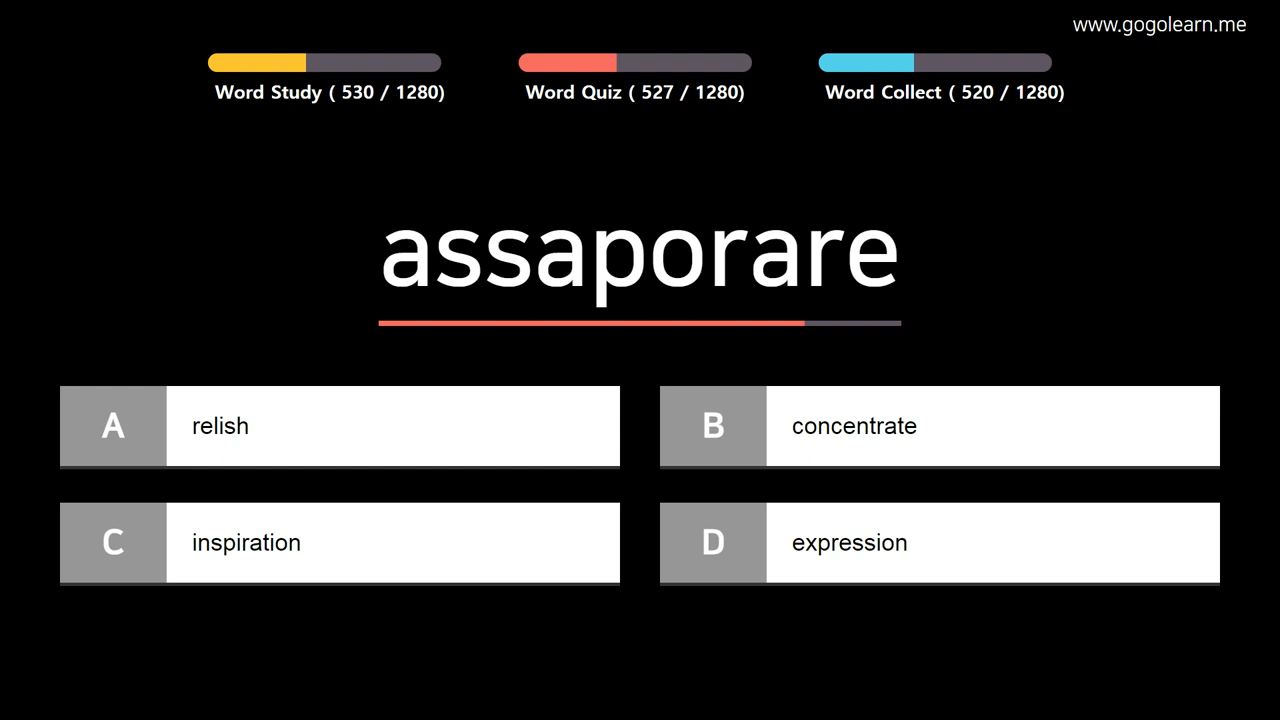 www.gogolearn.me
Word Study ( 530 / 1280)
Word Quiz ( 527 / 1280)
Word Collect ( 520 / 1280)
assaporare
A relish
B concentrate
C inspiration
D expression